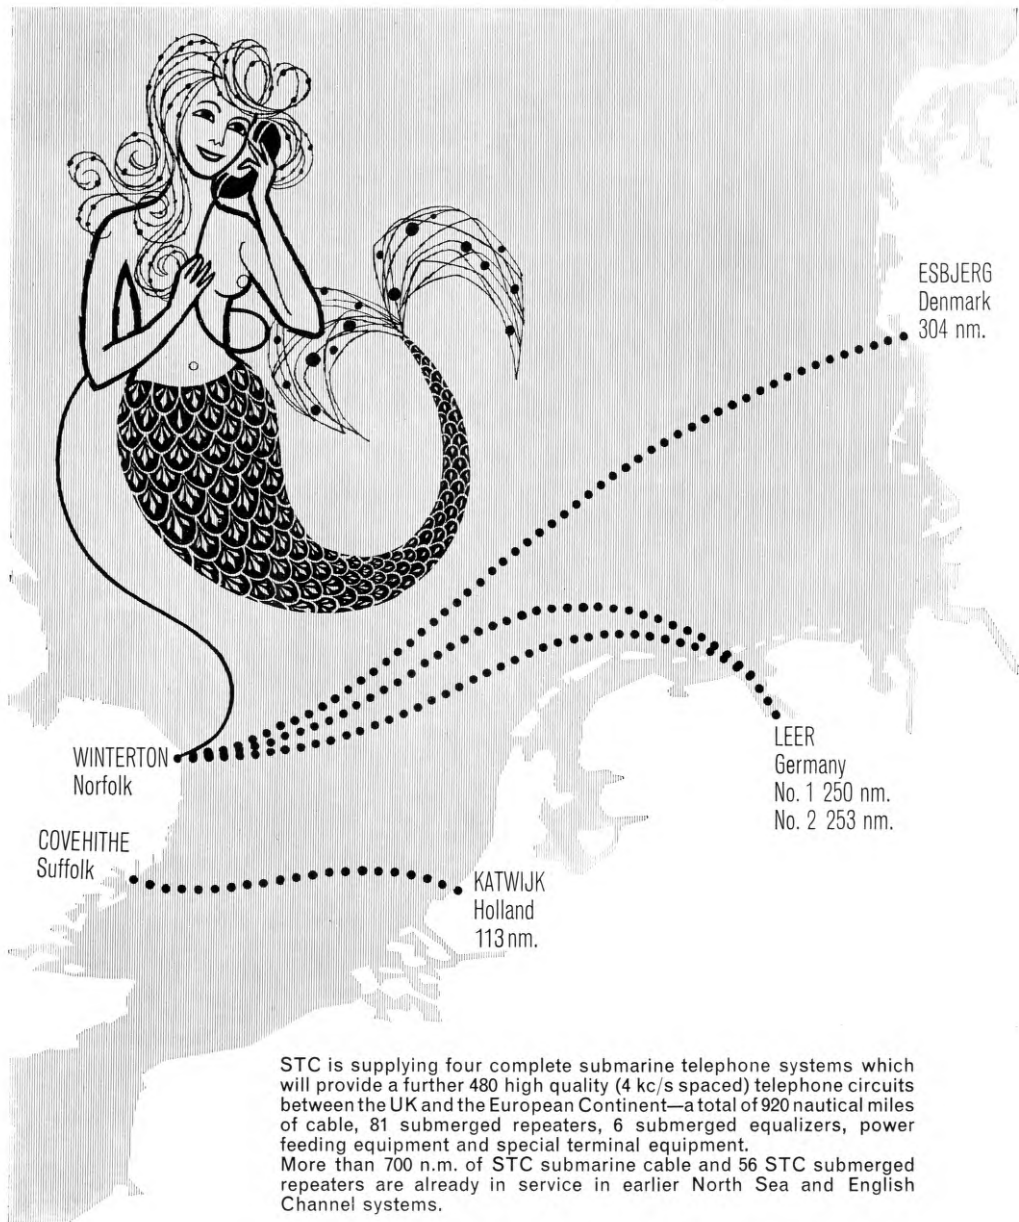 ESBJERG
Denmark
304 nm.
WINTERTON
Norfolk
LEER
Germany
No. 1 250 nm.
No. 2 253 nm.
COVEHITHE
Suffolk
KATWIJK
Holland
113 nm.
STC is supplying four complete submarine telephone systems which
will provide a further 480 high quality (4 kc/s spaced) telephone circuits
between the UK and the European Continent—a total of 920 nautical miles
of cable, 81 submerged repeaters, 6 submerged equalizers, power
feeding equipment and special terminal equipment.
More than 700 n.m. of STC submarine cable and 56 STC submerged
repeaters are already in service in earlier North Sea and English
Channel systems.